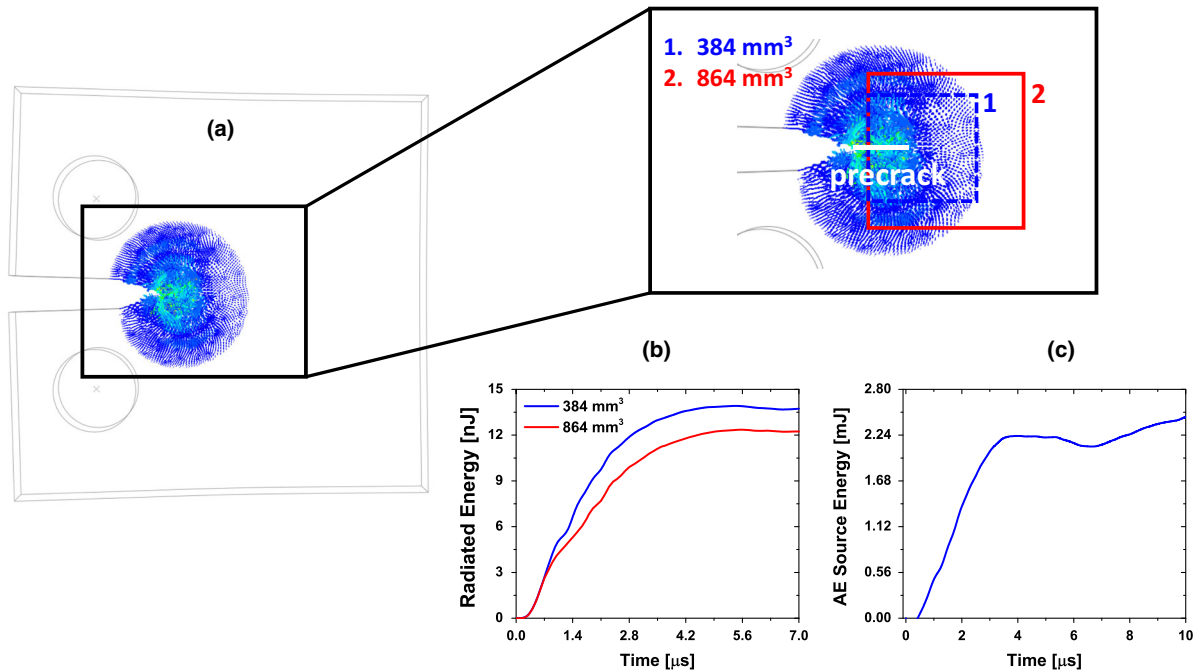 (a)
1. 384 mm³
2. 864 mm³
1
2
precrack
(b)
Radiated Energy [nJ]
15
12
9
6
3
0
384 mm³
864 mm³
0.0 1.4 2.8 4.2 5.6 7.0
Time [μs]
(c)
AE Source Energy [mJ]
2.80
2.24
1.68
1.12
0.56
0.00
0 2 4 6 8 10
Time [μs]